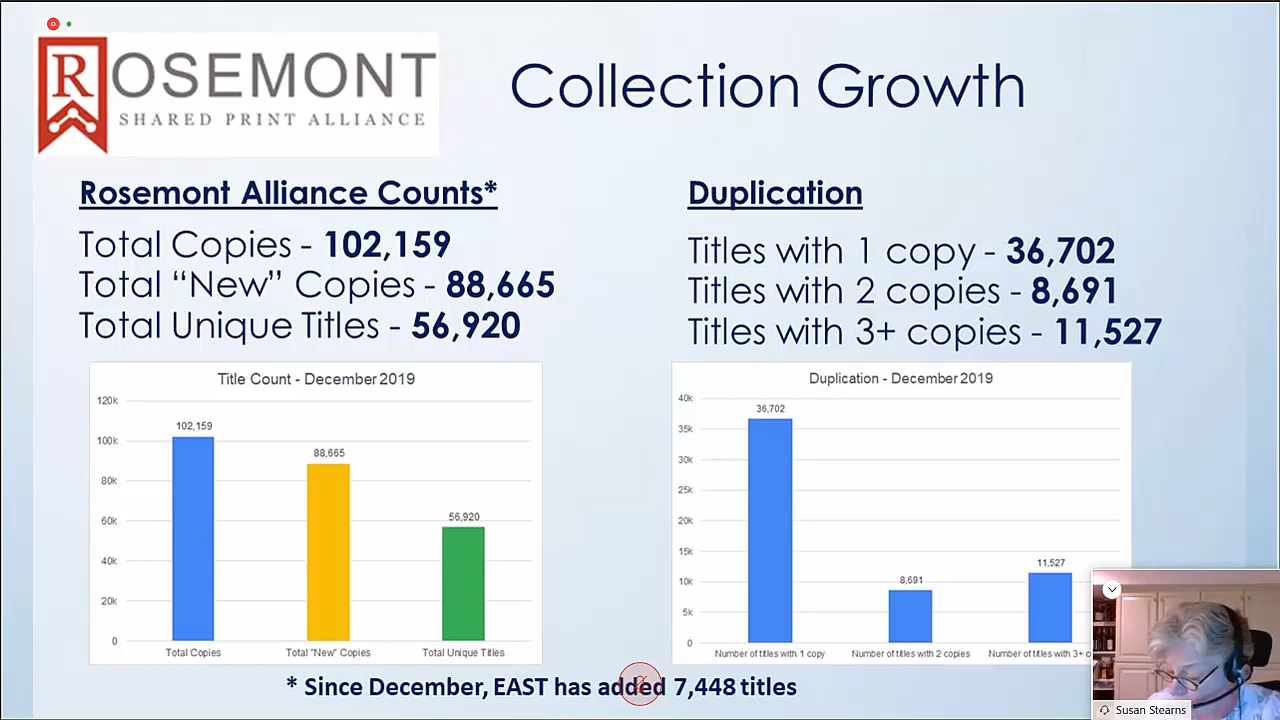 ROSEMONT
SHARED PRINT ALLIANCE
Collection Growth
Rosemont Alliance Counts*
Total Copies - 102,159
Total “New” Copies - 88,665
Total Unique Titles - 56,920
Duplication
Titles with 1 copy - 36,702
Titles with 2 copies - 8,691
Titles with 3+ copies - 11,527
Title Count - December 2019
120k
100k
80k
60k
40k
20k
0
102,159
88,665
56,920
Total Copies
Total "New" Copies
Total Unique Titles
Duplication - December 2019
40k
35k
30k
25k
20k
15k
10k
5k
0
36,702
8,691
11,527
Number of titles with 1 copy
Number of titles with 2 copies
Number of titles with 3+ c
* Since December, EAST has added 7,448 titles
Susan Stearns